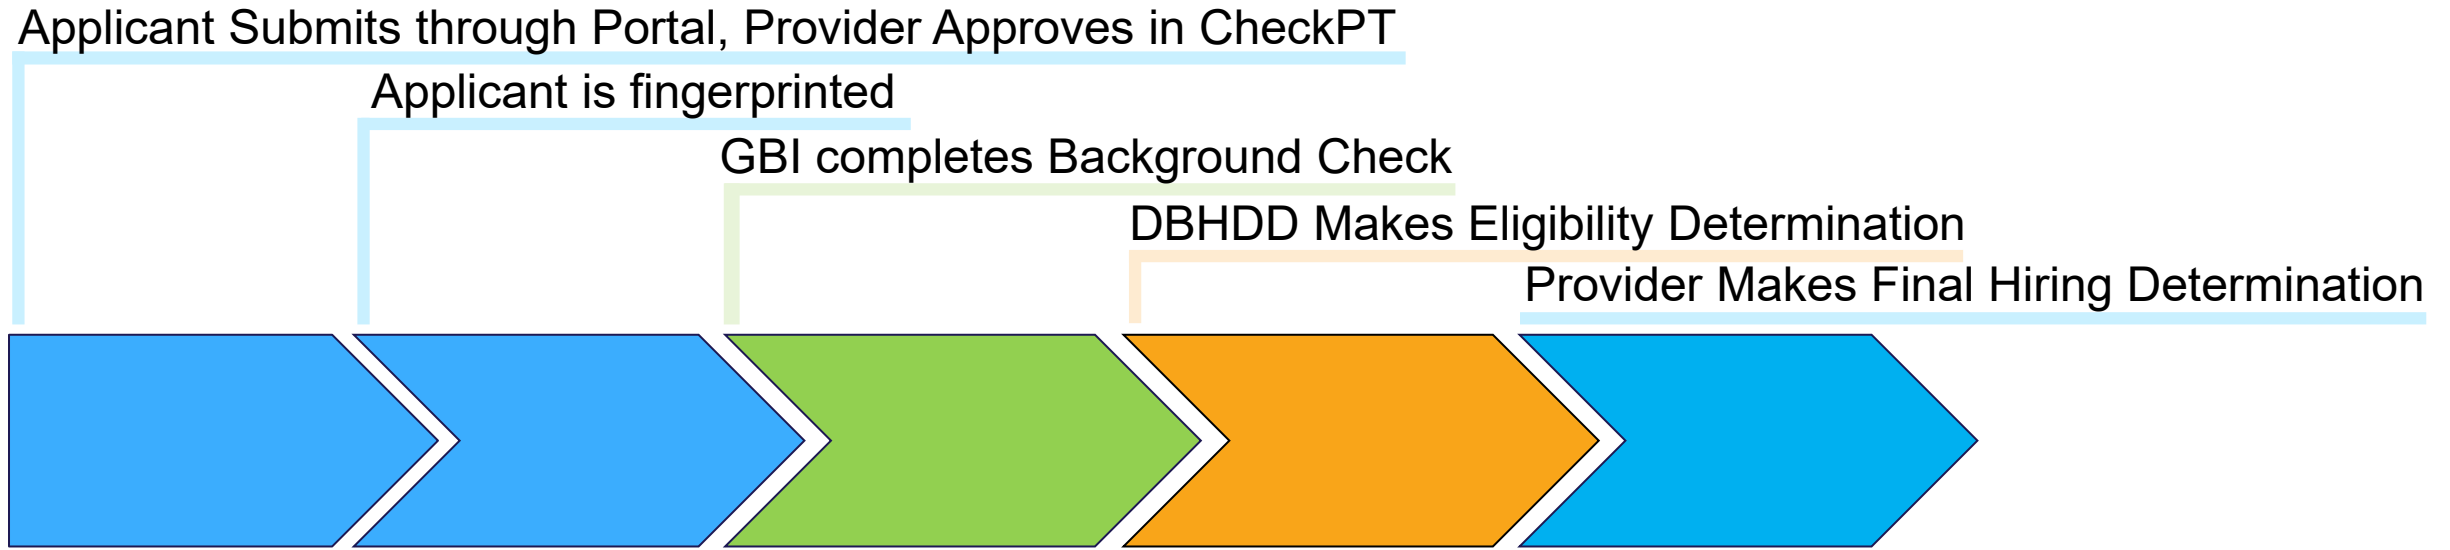 Applicant Submits through Portal, Provider Approves in CheckPT
Applicant is fingerprinted
GBI completes Background Check
DBHDD Makes Eligibility Determination
Provider Makes Final Hiring Determination